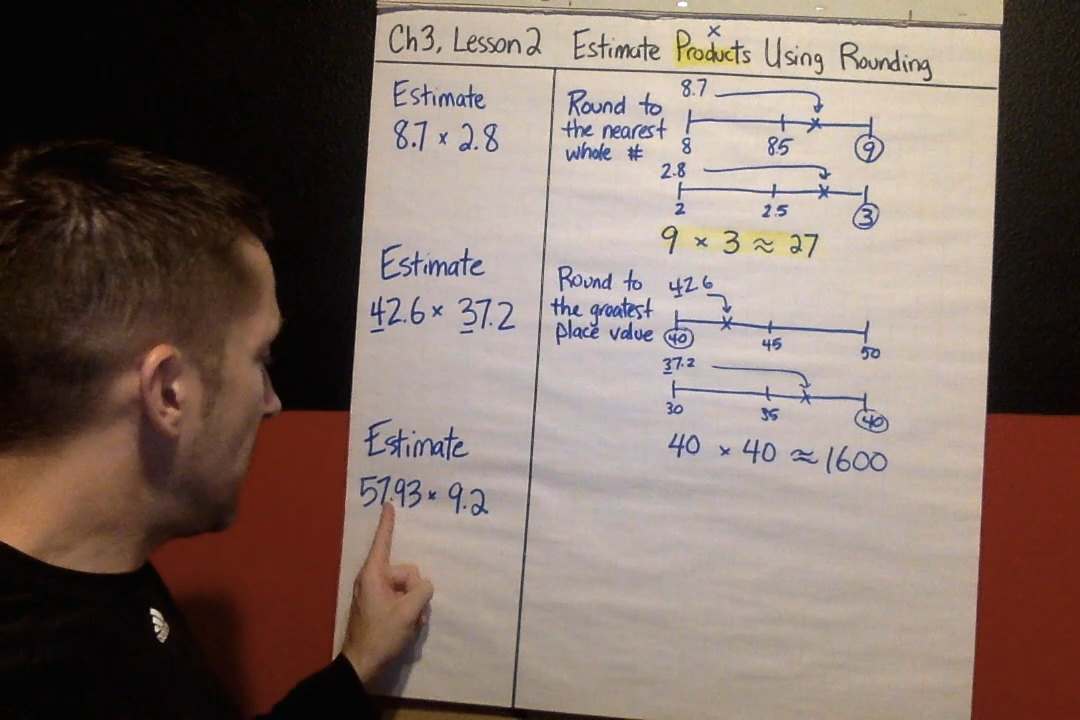 Ch 3, Lesson 2 Estimate Products Using Rounding
×
Estimate
8.7 × 2.8
Round to
the nearest
whole #
8.7
8 8.5 9
2.8
2 2.5 3
9 × 3 ≈ 27
Estimate
42.6 × 37.2
Round to
the greatest
place value
42.6
40 45 50
37.2
30 35 40
40 × 40 ≈ 1600
Estimate
57.93 × 9.2